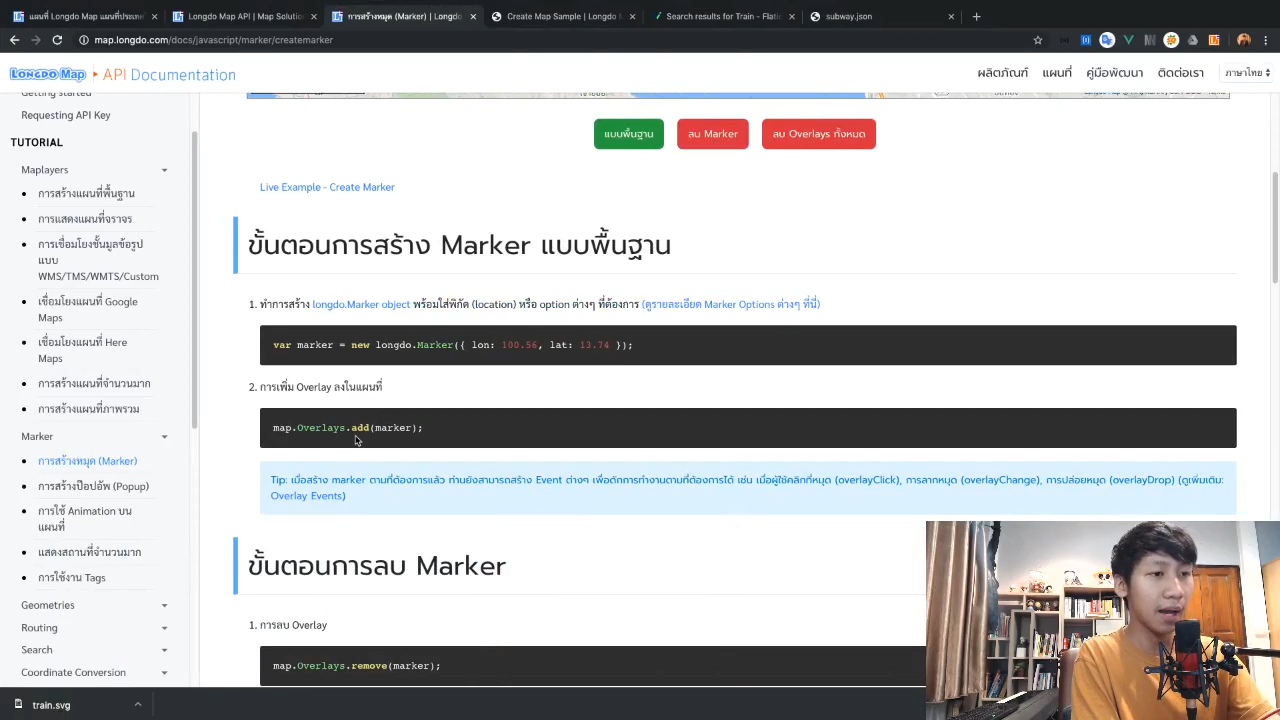 แผนที่ Longdo Map แผนที่ประเท
Longdo Map API | Map Solution
การสร้างหมุด (Marker) | Longdo
Create Map Sample | Longdo M
Search results for Train - Flatic
subway.json
map.longdo.com/docs/javascript/marker/createmarker
LONGDO Map
API Documentation
ผลิตภัณฑ์
แผนที่
คู่มือพัฒนา
ติดต่อเรา
ภาษาไทย
Getting started
Requesting API Key
TUTORIAL
Maplayers
การสร้างแผนที่พื้นฐาน
การแสดงแผนที่จราจร
การเชื่อมโยงชั้นมูลข้อรูป
แบบ
WMS/TMS/WMTS/Custom
เชื่อมโยงแผนที่ Google
Maps
เชื่อมโยงแผนที่ Here
Maps
การสร้างแผนที่จำนวนมาก
การสร้างแผนที่ภาพรวม
Marker
การสร้างหมุด (Marker)
การสร้างป๊อปอัพ (Popup)
การใช้ Animation บน
แผนที่
แสดงสถานที่จำนวนมาก
การใช้งาน Tags
Geometries
Routing
Search
Coordinate Conversion
แบบพื้นฐาน
ลบ Marker
ลบ Overlays ทั้งหมด
Live Example - Create Marker
ขั้นตอนการสร้าง Marker แบบพื้นฐาน
1. ทำการสร้าง longdo.Marker object พร้อมใส่พิกัด (location) หรือ option ต่างๆ ที่ต้องการ (ดูรายละเอียด Marker Options ต่างๆ ที่นี่)
var marker = new longdo.Marker({ lon: 100.56, lat: 13.74 });
2. การเพิ่ม Overlay ลงในแผนที่
map.Overlays.add(marker);
Tip: เมื่อสร้าง marker ตามที่ต้องการแล้ว ท่านยังสามารถสร้าง Event ต่างๆ เพื่อดักการทำงานตามที่ต้องการได้ เช่น เมื่อผู้ใช้คลิกที่หมุด (overlayClick), การลากหมุด (overlayChange), การปล่อยหมุด (overlayDrop) (ดูเพิ่มเติม:
Overlay Events)
ขั้นตอนการลบ Marker
1. การลบ Overlay
map.Overlays.remove(marker);
train.svg